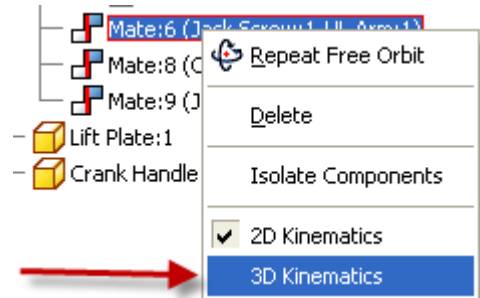 Mate:6 (Jack Screw:1,UL Arm:1)
Repeat Free Orbit
Mate:8 (C
Mate:9 (J
Delete
Lift Plate:1
Crank Handle
Isolate Components
2D Kinematics
3D Kinematics